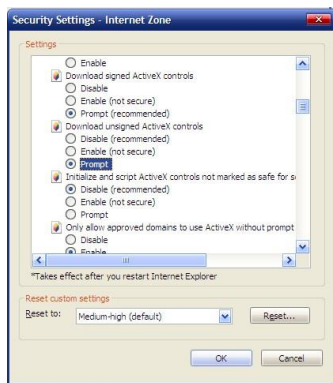 Security Settings - Internet Zone
Settings
Enable
Download signed ActiveX controls
Disable
Enable (not secure)
Prompt (recommended)
Download unsigned ActiveX controls
Disable (recommended)
Enable (not secure)
Prompt
Initialize and script ActiveX controls not marked as safe for s
Disable (recommended)
Enable (not secure)
Prompt
Only allow approved domains to use ActiveX without prompt
Disable
Enable
*Takes effect after you restart Internet Explorer
Reset custom settings
Reset to: Medium-high (default) Reset...
OK Cancel